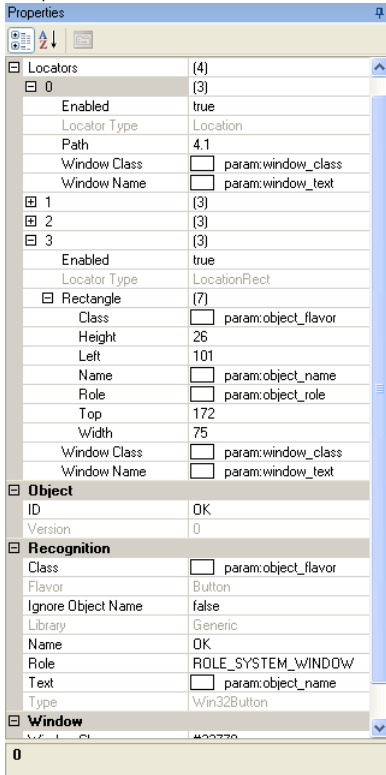 Properties
Locators (4)
0 (3)
Enabled true
Locator Type Location
Path 4.1
Window Class param:window_class
Window Name param:window_text
1 (3)
2 (3)
3 (3)
Enabled true
Locator Type LocationRect
Rectangle (7)
Class param:object_flavor
Height 26
Left 101
Name param:object_name
Role param:object_role
Top 172
Width 75
Window Class param:window_class
Window Name param:window_text
Object
ID OK
Version 0
Recognition
Class param:object_flavor
Flavor Button
Ignore Object Name false
Library Generic
Name OK
Role ROLE_SYSTEM_WINDOW
Text param:object_name
Type Win32Button
Window
0